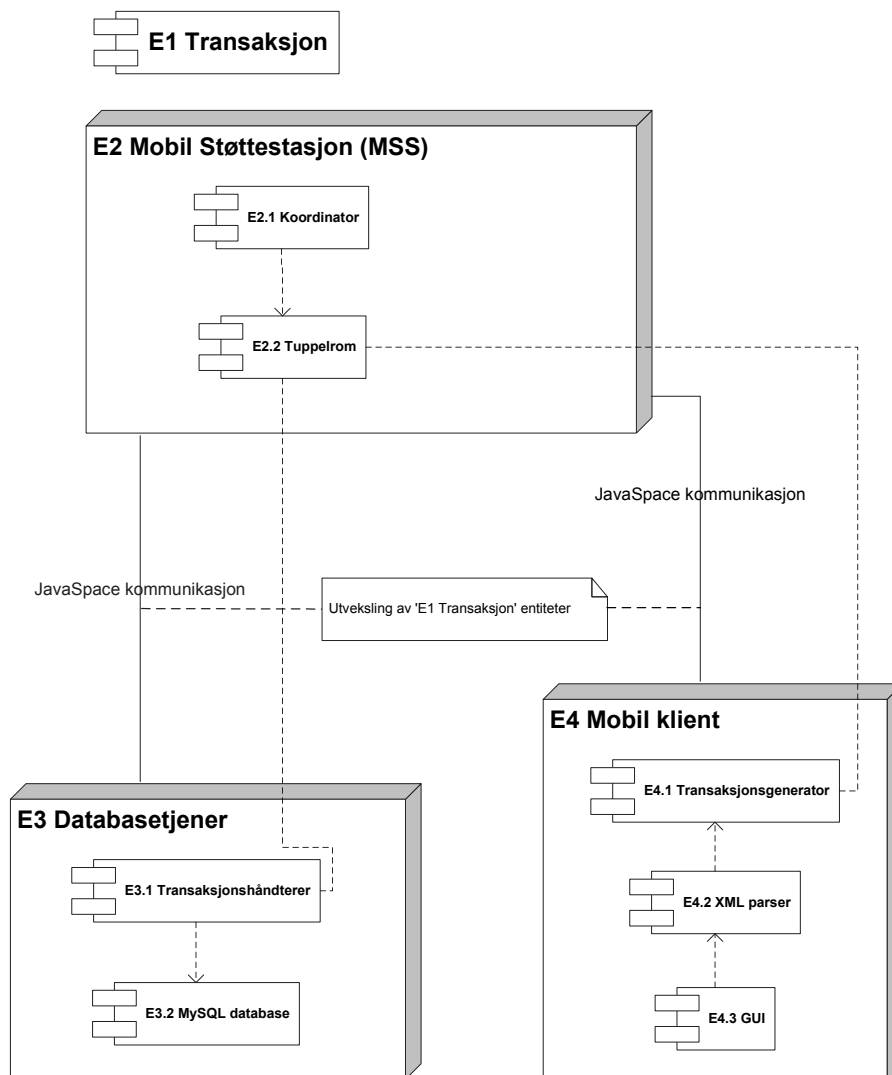 E1 Transaksjon
E2 Mobil Støttestasjon (MSS)
E2.1 Koordinator
E2.2 Tuppelrom
JavaSpace kommunikasjon
JavaSpace kommunikasjon
Utveksling av 'E1 Transaksjon' entiteter
E4 Mobil klient
E4.1 Transaksjonsgenerator
E4.2 XML parser
E4.3 GUI
E3 Databasetjener
E3.1 Transaksjonshåndterer
E3.2 MySQL database